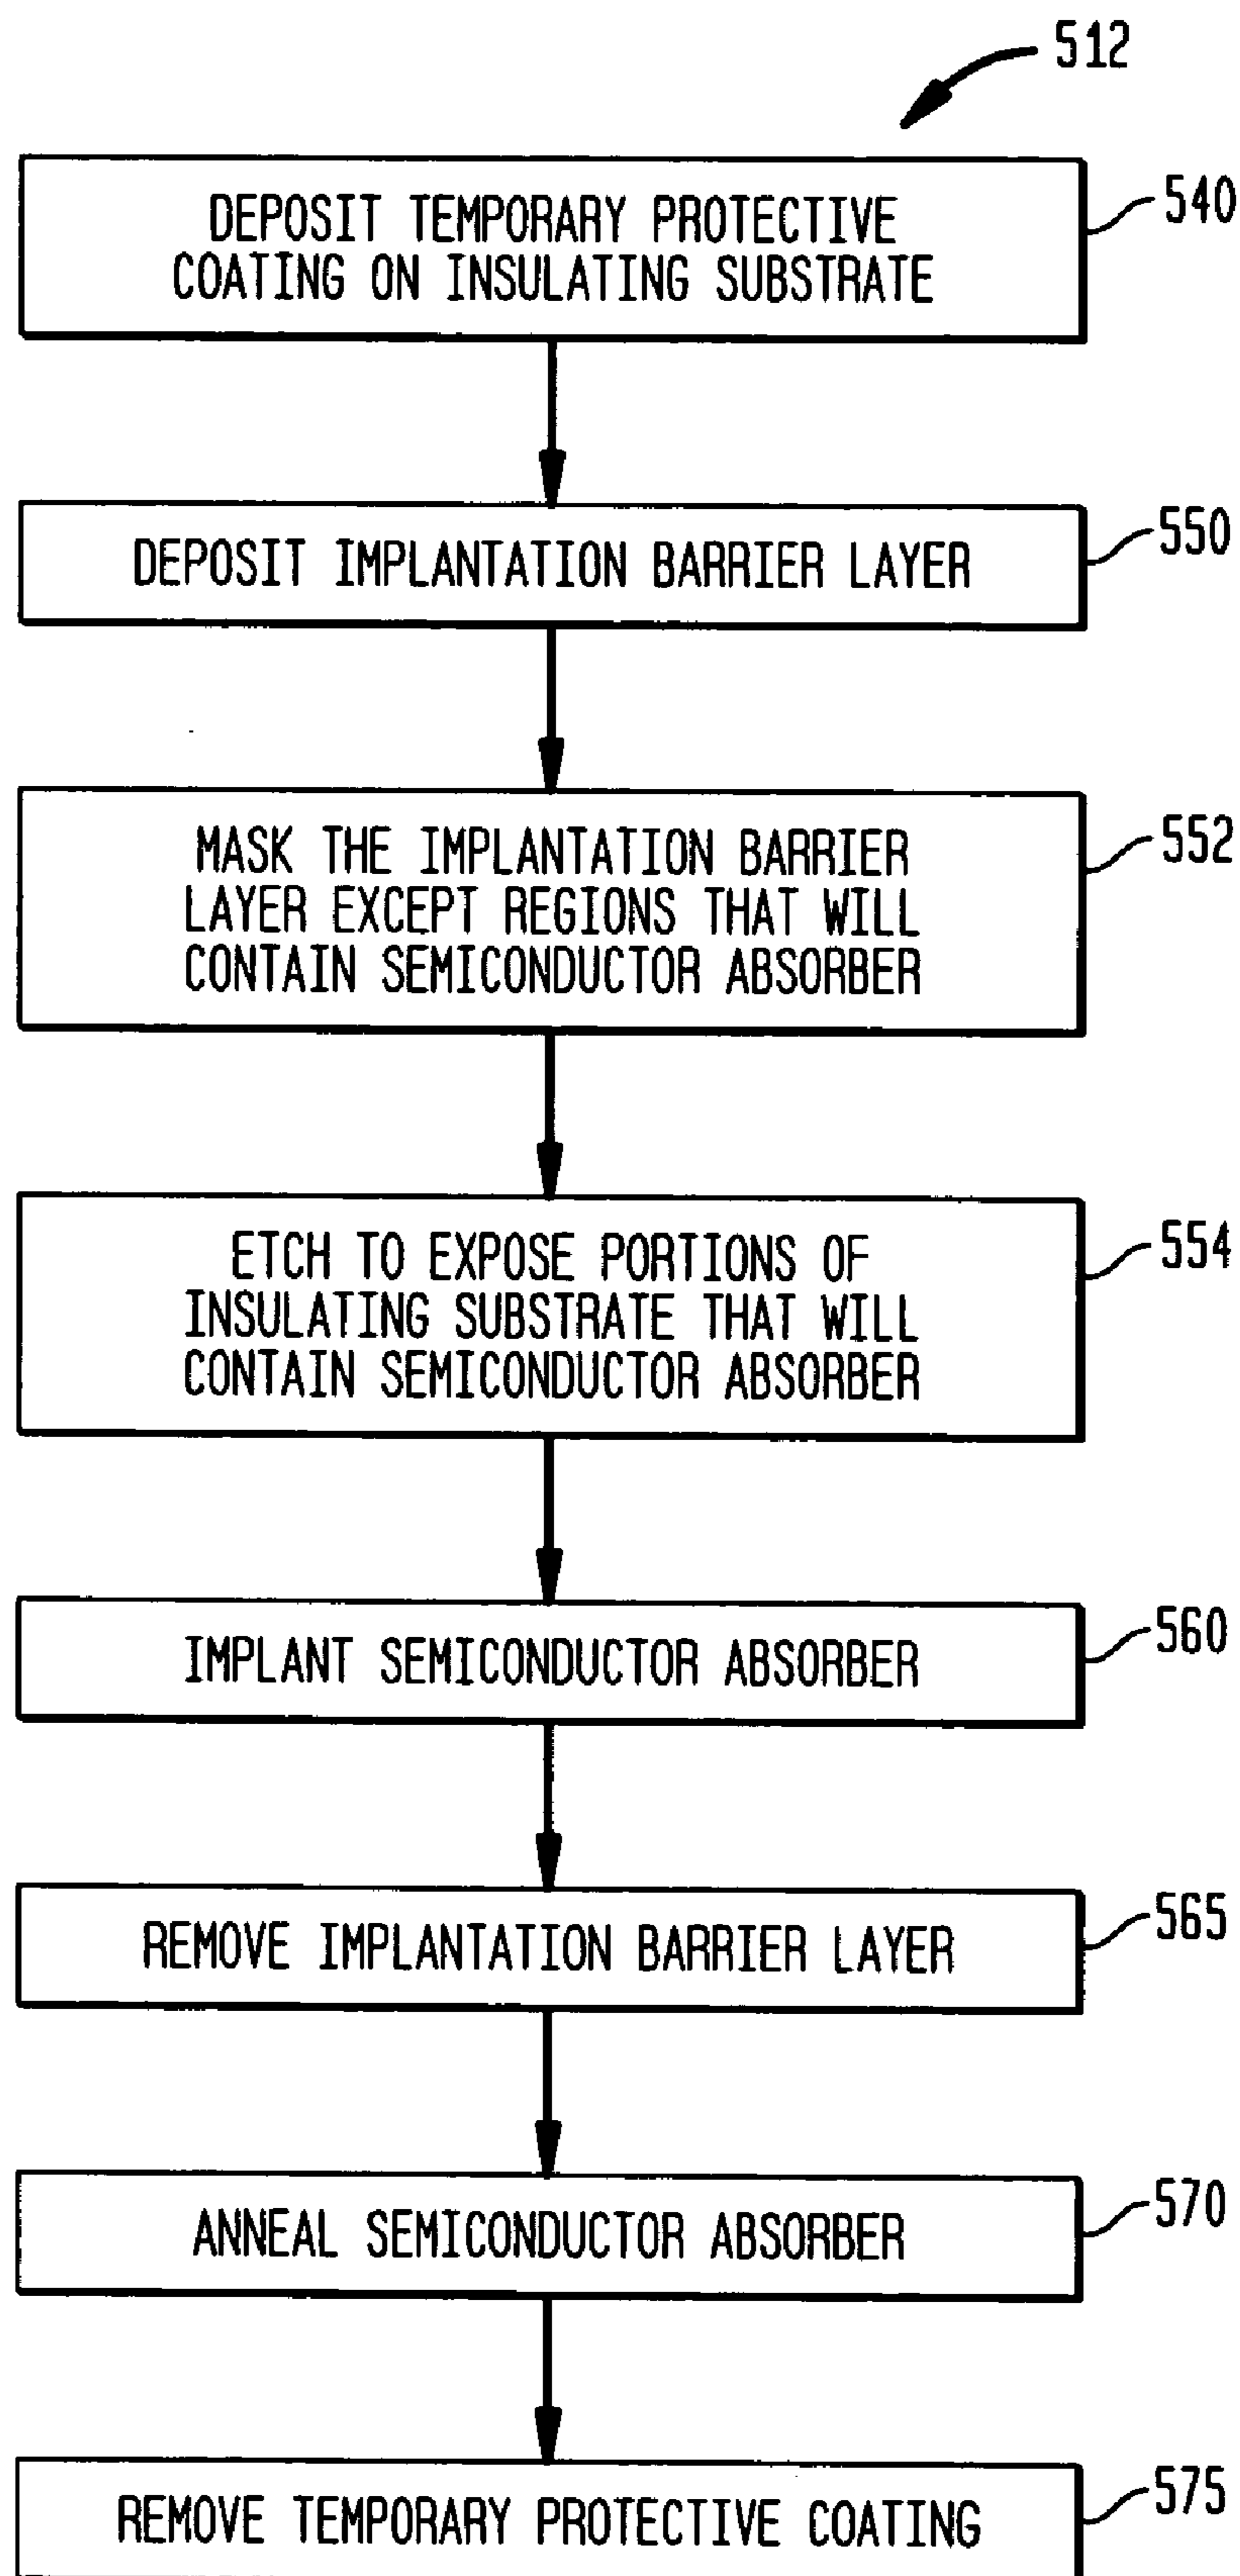 512
DEPOSIT TEMPORARY PROTECTIVE
COATING ON INSULATING SUBSTRATE
540
DEPOSIT IMPLANTATION BARRIER LAYER
550
MASK THE IMPLANTATION BARRIER
LAYER EXCEPT REGIONS THAT WILL
CONTAIN SEMICONDUCTOR ABSORBER
552
ETCH TO EXPOSE PORTIONS OF
INSULATING SUBSTRATE THAT WILL
CONTAIN SEMICONDUCTOR ABSORBER
554
IMPLANT SEMICONDUCTOR ABSORBER
560
REMOVE IMPLANTATION BARRIER LAYER
565
ANNEAL SEMICONDUCTOR ABSORBER
570
REMOVE TEMPORARY PROTECTIVE COATING
575